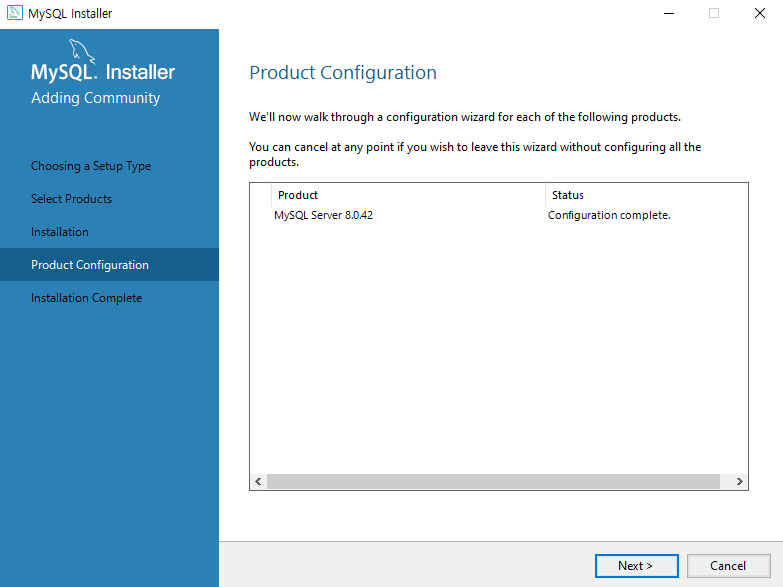 MySQL Installer
MySQL. Installer
Adding Community
Choosing a Setup Type
Select Products
Installation
Product Configuration
Installation Complete
Product Configuration
We'll now walk through a configuration wizard for each of the following products.
You can cancel at any point if you wish to leave this wizard without configuring all the
products.
Product Status
MySQL Server 8.0.42 Configuration complete.
Next > Cancel